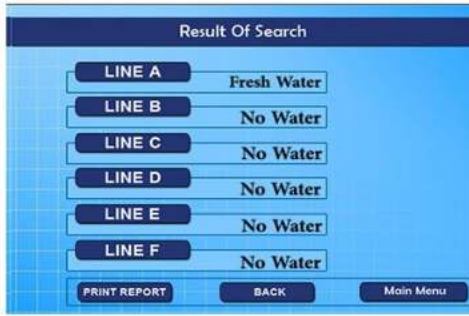 Result Of Search
LINE A
Fresh Water
LINE B
No Water
LINE C
No Water
LINE D
No Water
LINE E
No Water
LINE F
No Water
PRINT REPORT BACK Main Menu